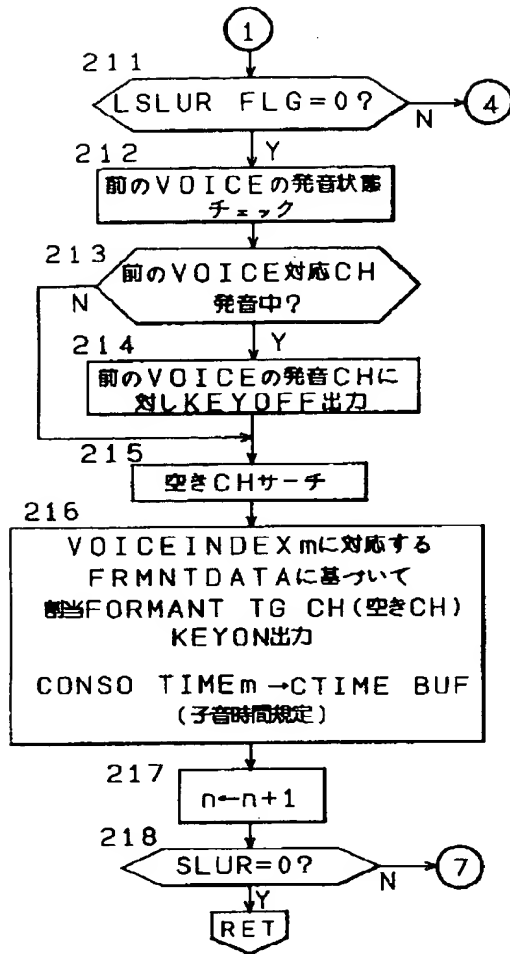 1
211
LSLUR FLG=0?
N
4
Y
212
前のVOICEの発音状態
チェック
213
前のVOICE対応CH
発音中?
N
Y
214
前のVOICEの発音CHに
対しKEYOFF出力
215
空きCHサーチ
216
VOICEINDEXmに対応する
FRMNTDATAに基づいて
割当FORMANT TG CH(空きCH)
KEYON出力
CONSO TIMEm→CTIME BUF
(子音時間規定)
217
n←n+1
218
SLUR=0?
N
7
Y
RET